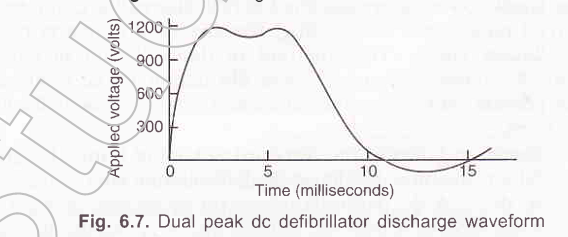 1200
900
600
300
Applied voltage (volts)
0
5
10
15
Time (milliseconds)
Fig. 6.7. Dual peak dc defibrillator discharge waveform